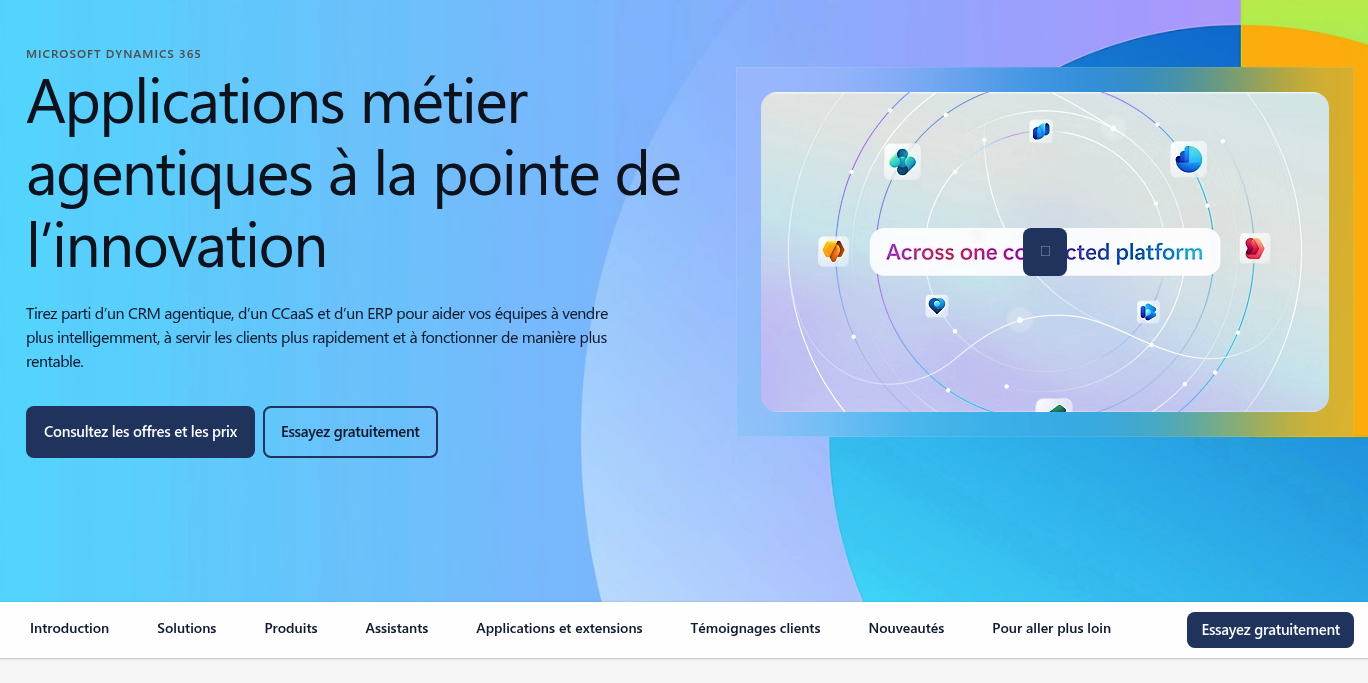 MICROSOFT DYNAMICS 365
Applications métier
agentiques à la pointe de
l’innovation
Tirez parti d’un CRM agentique, d’un CCaaS et d’un ERP pour aider vos équipes à vendre
plus intelligemment, à servir les clients plus rapidement et à fonctionner de manière plus
rentable.
Consultez les offres et les prix
Essayez gratuitement
Across one co cted platform
Introduction
Solutions
Produits
Assistants
Applications et extensions
Témoignages clients
Nouveautés
Pour aller plus loin
Essayez gratuitement